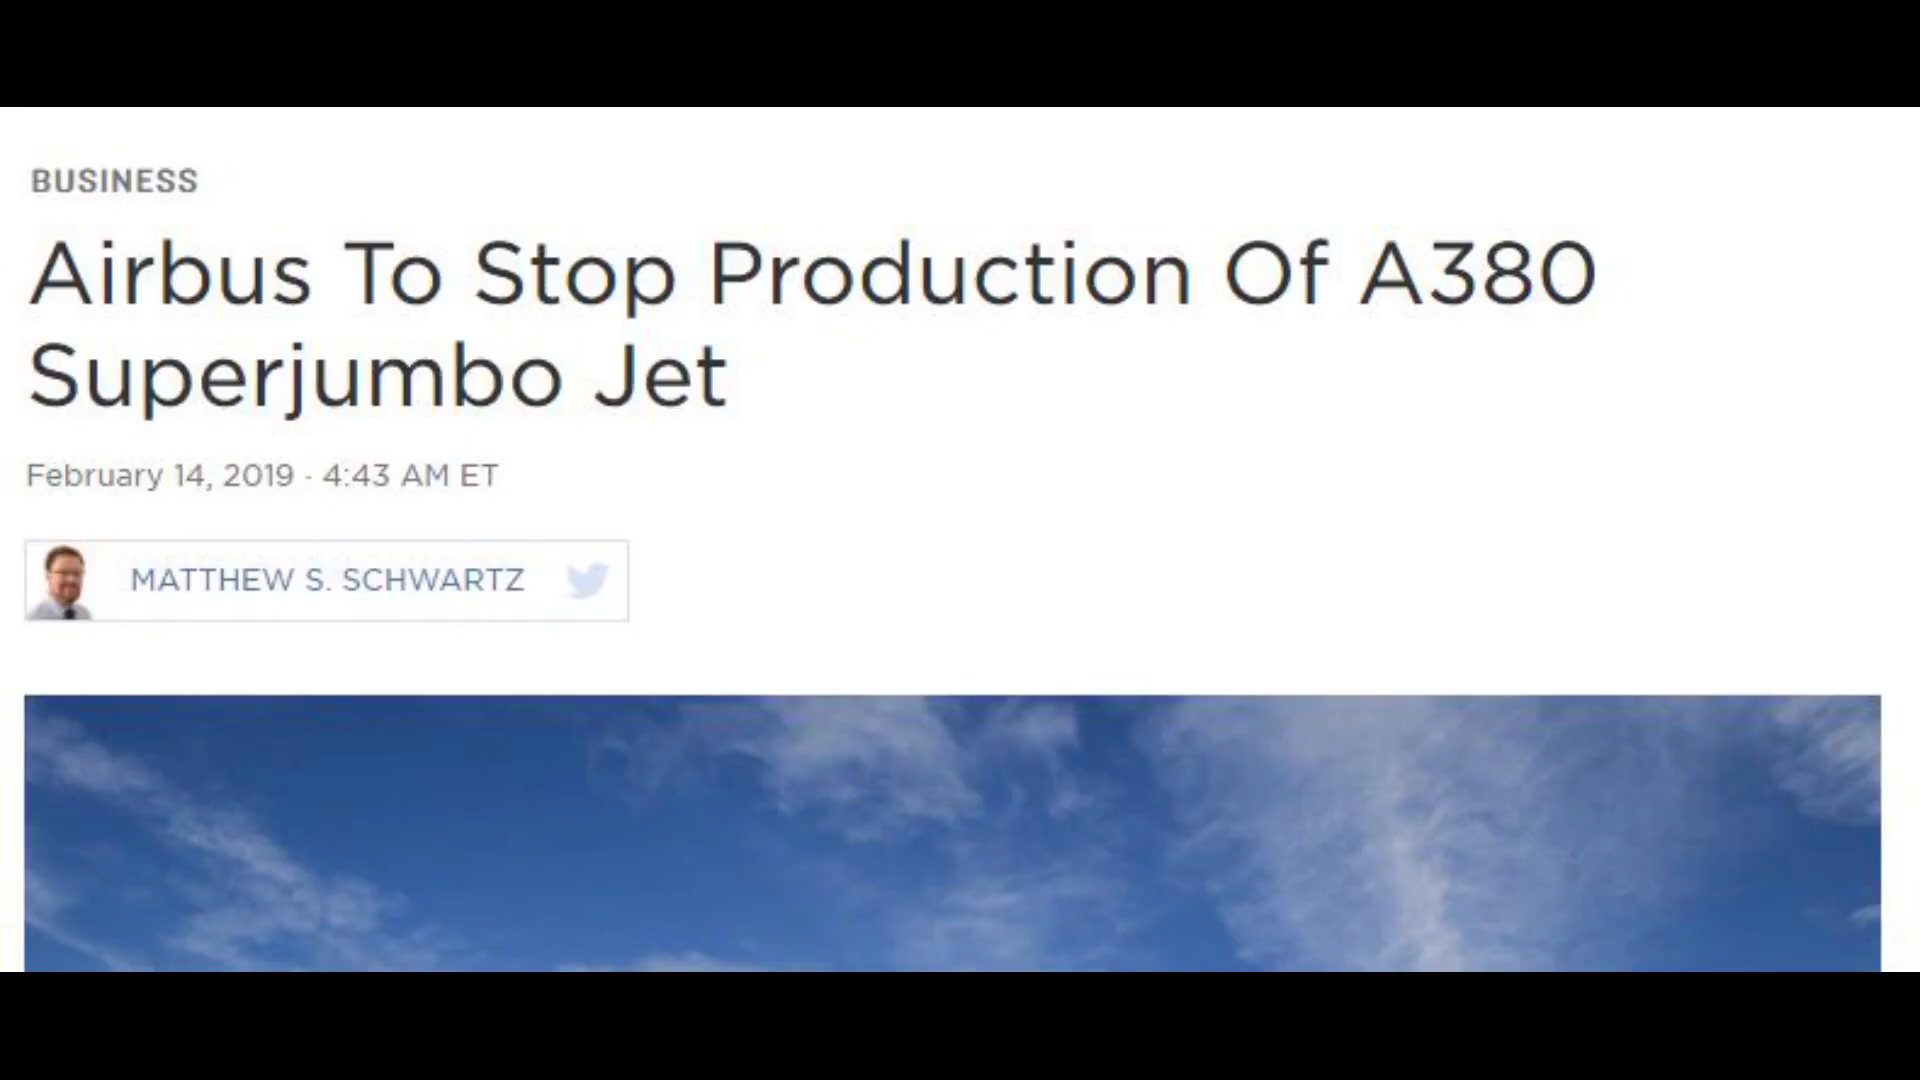 BUSINESS
Airbus To Stop Production Of A380
Superjumbo Jet
February 14, 2019 · 4:43 AM ET
MATTHEW S. SCHWARTZ